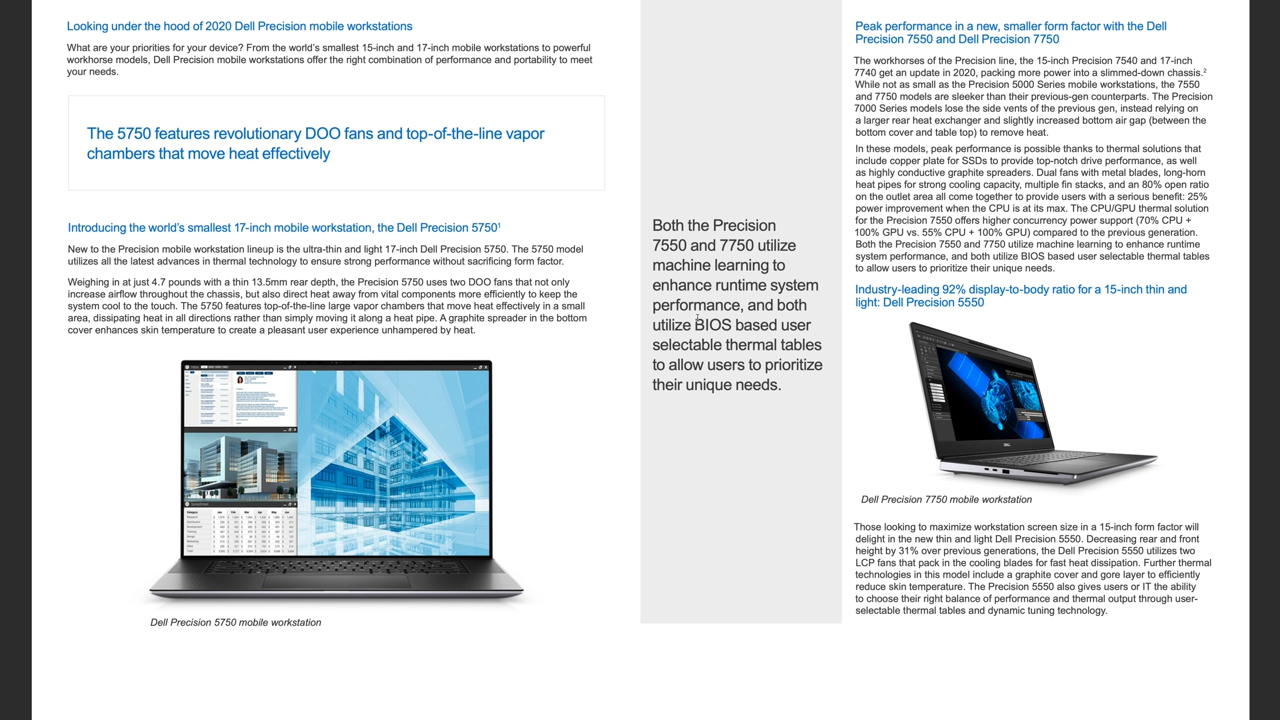 Looking under the hood of 2020 Dell Precision mobile workstations
What are your priorities for your device? From the world's smallest 15-inch and 17-inch mobile workstations to powerful
workhorse models, Dell Precision mobile workstations offer the right combination of performance and portability to meet
your needs.
The 5750 features revolutionary DOO fans and top-of-the-line vapor
chambers that move heat effectively
Introducing the world's smallest 17-inch mobile workstation, the Dell Precision 5750¹
New to the Precision mobile workstation lineup is the ultra-thin and light 17-inch Dell Precision 5750. The 5750 model
utilizes all the latest advances in thermal technology to ensure strong performance without sacrificing form factor.
Weighing in at just 4.7 pounds with a thin 13.5mm rear depth, the Precision 5750 uses two DOO fans that not only
increase airflow throughout the chassis, but also direct heat away from vital components more efficiently to keep the
system cool to the touch. The 5750 features top-of-the-line large vapor chambers that move heat effectively in a small
area, dissipating heat in all directions rather than simply moving it along a heat pipe. A graphite spreader in the bottom
cover enhances skin temperature to create a pleasant user experience unhampered by heat.
Dell Precision 5750 mobile workstation
Both the Precision
7550 and 7750 utilize
machine learning to
enhance runtime system
performance, and both
utilize BIOS based user
selectable thermal tables
to allow users to prioritize
their unique needs.
Peak performance in a new, smaller form factor with the Dell
Precision 7550 and Dell Precision 7750
The workhorses of the Precision line, the 15-inch Precision 7540 and 17-inch
7740 get an update in 2020, packing more power into a slimmed-down chassis.²
While not as small as the Precision 5000 Series mobile workstations, the 7550
and 7750 models are sleeker than their previous-gen counterparts. The Precision
7000 Series models lose the side vents of the previous gen, instead relying on
a larger rear heat exchanger and slightly increased bottom air gap (between the
bottom cover and table top) to remove heat.
In these models, peak performance is possible thanks to thermal solutions that
include copper plate for SSDs to provide top-notch drive performance, as well
as highly conductive graphite spreaders. Dual fans with metal blades, long-horn
heat pipes for strong cooling capacity, multiple fin stacks, and an 80% open ratio
on the outlet area all come together to provide users with a serious benefit: 25%
power improvement when the CPU is at its max. The CPU/GPU thermal solution
for the Precision 7550 offers higher concurrency power support (70% CPU +
100% GPU vs. 55% CPU + 100% GPU) compared to the previous generation.
Both the Precision 7550 and 7750 utilize machine learning to enhance runtime
system performance, and both utilize BIOS based user selectable thermal tables
to allow users to prioritize their unique needs.
Industry-leading 92% display-to-body ratio for a 15-inch thin and
light: Dell Precision 5550
Dell Precision 7750 mobile workstation
Those looking to maximize workstation screen size in a 15-inch form factor will
delight in the new thin and light Dell Precision 5550. Decreasing rear and front
height by 31% over previous generations, the Dell Precision 5550 utilizes two
LCP fans that pack in the cooling blades for fast heat dissipation. Further thermal
technologies in this model include a graphite cover and gore layer to efficiently
reduce skin temperature. The Precision 5550 also gives users or IT the ability
to choose their right balance of performance and thermal output through user-
selectable thermal tables and dynamic tuning technology.